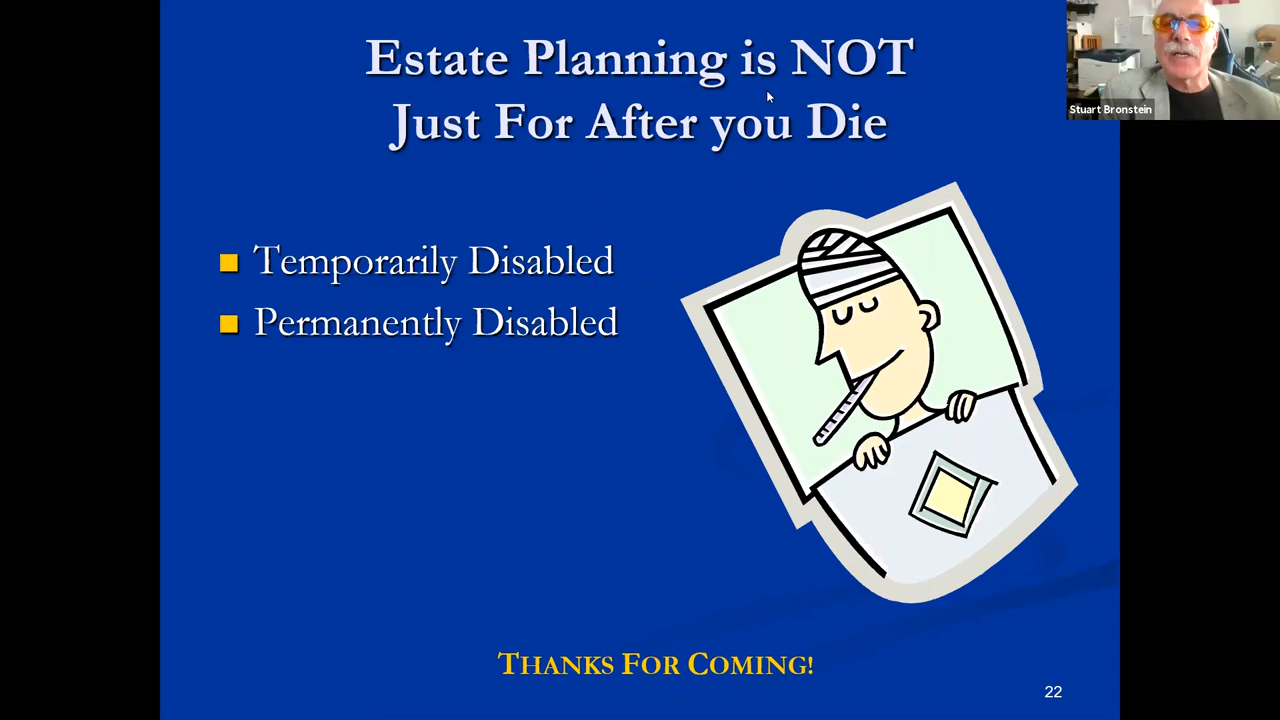 Estate Planning is NOT
Just For After you Die
Stuart Bronstein
Temporarily Disabled
Permanently Disabled
THANKS FOR COMING!
22